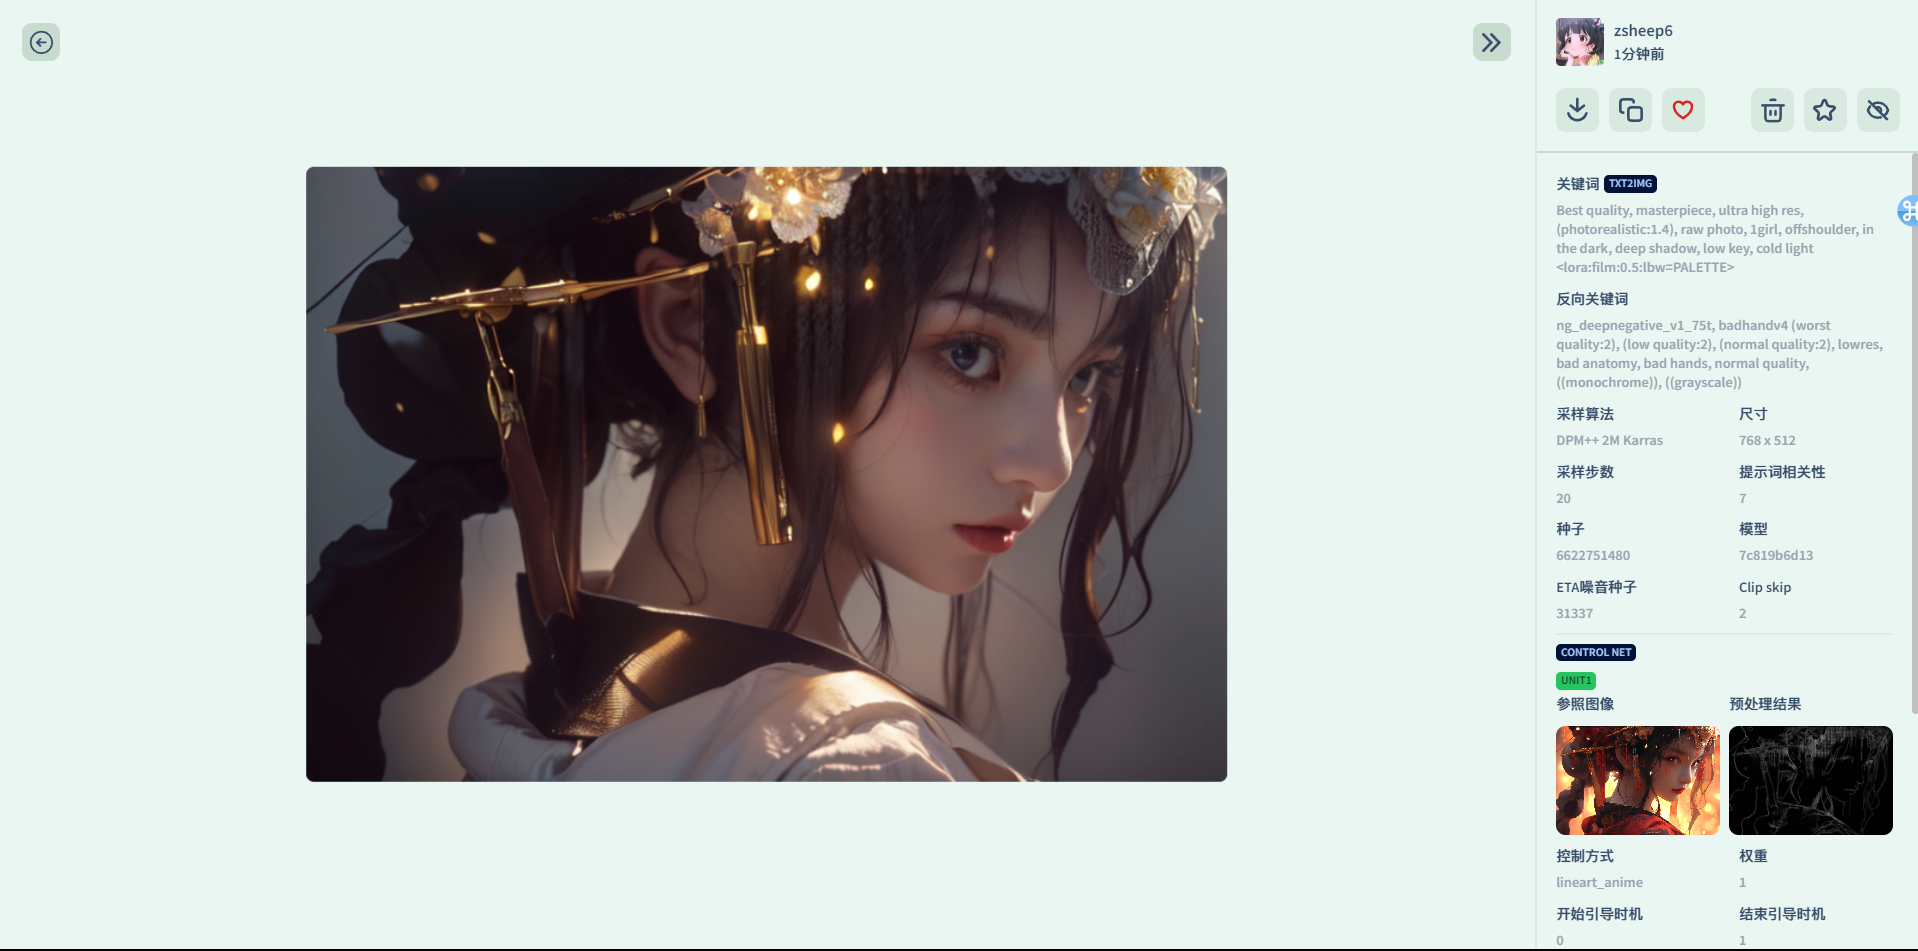 zsheep6
1分钟前
关键词 TXT2IMG
Best quality, masterpiece, ultra high res,
(photorealistic:1.4), raw photo, 1girl, offshoulder, in
the dark, deep shadow, low key, cold light
<lora:film:0.5:lbw=PALETTE>
反向关键词
ng_deepnegative_v1_75t, badhandv4 (worst
quality:2), (low quality:2), (normal quality:2), lowres,
bad anatomy, bad hands, normal quality,
((monochrome)), ((grayscale))
采样算法 尺寸
DPM++ 2M Karras 768 x 512
采样步数 提示词相关性
20 7
种子 模型
6622751480 7c819b6d13
ETA噪音种子 Clip skip
31337 2
CONTROL NET
UNIT1
参照图像 预处理结果
控制方式 权重
lineart_anime 1
开始引导时机 结束引导时机
0 1